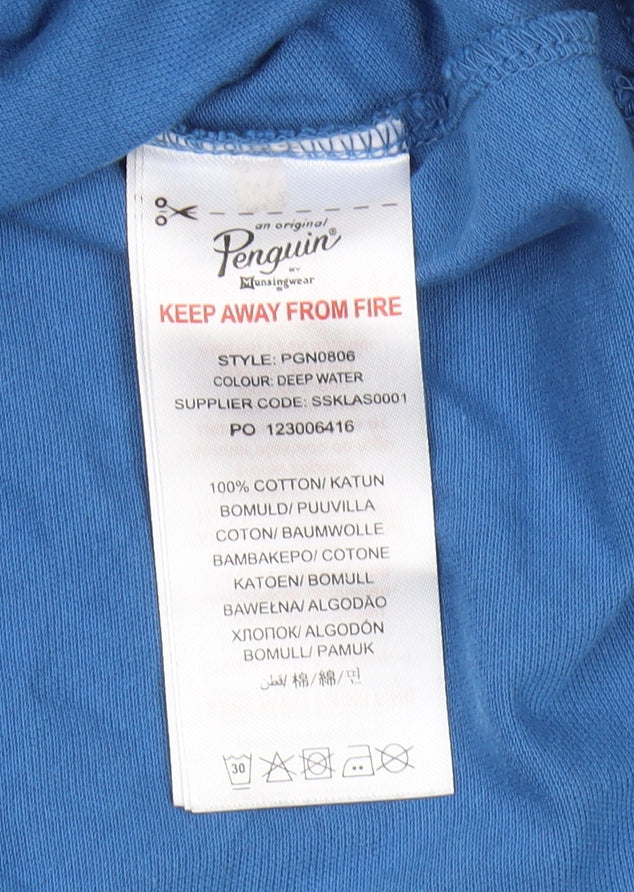 an original
Penguin®
BY
Munsingwear
®
KEEP AWAY FROM FIRE
STYLE: PGN0806
COLOUR: DEEP WATER
SUPPLIER CODE: SSKLAS0001
PO 123006416
100% COTTON/ KATUN
BOMULD/ PUUVILLA
COTON/ BAUMWOLLE
ΒΑΜΒΑΚΕΡΟ/ COTONE
KATOEN/ BOMULL
BAWEŁNA/ ALGODÃO
ХЛОПОК/ ALGODÓN
BOMULL/ PAMUK
قطن/ 棉/ 綿/ 면
30